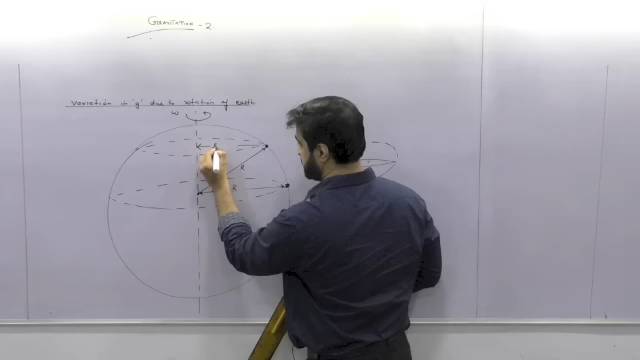 Gravitation - 2
Variation in 'g' due to rotation of earth
ω
R
R